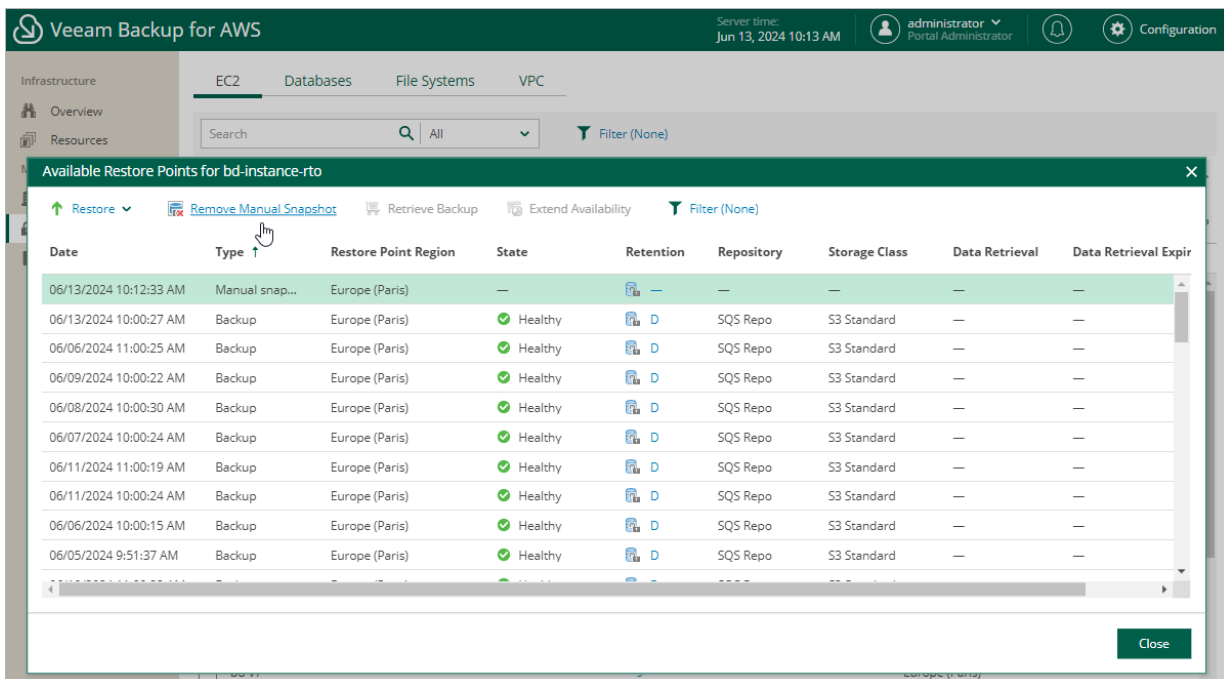 Veeam Backup for AWS
Server time:
Jun 13, 2024 10:13 AM
administrator
Portal Administrator
Configuration
Infrastructure
Overview
Resources
EC2 Databases File Systems VPC
Search All Filter (None)
Available Restore Points for bd-instance-rto
Restore Remove Manual Snapshot Retrieve Backup Extend Availability Filter (None)
Date Type ↑ Restore Point Region State Retention Repository Storage Class Data Retrieval Data Retrieval Expir
06/13/2024 10:12:33 AM Manual snap... Europe (Paris) — — — — — —
06/13/2024 10:00:27 AM Backup Europe (Paris) Healthy D SQS Repo S3 Standard — —
06/06/2024 11:00:25 AM Backup Europe (Paris) Healthy D SQS Repo S3 Standard — —
06/09/2024 10:00:22 AM Backup Europe (Paris) Healthy D SQS Repo S3 Standard — —
06/08/2024 10:00:30 AM Backup Europe (Paris) Healthy D SQS Repo S3 Standard — —
06/07/2024 10:00:24 AM Backup Europe (Paris) Healthy D SQS Repo S3 Standard — —
06/11/2024 11:00:19 AM Backup Europe (Paris) Healthy D SQS Repo S3 Standard — —
06/11/2024 10:00:24 AM Backup Europe (Paris) Healthy D SQS Repo S3 Standard — —
06/06/2024 10:00:15 AM Backup Europe (Paris) Healthy D SQS Repo S3 Standard — —
06/05/2024 9:51:37 AM Backup Europe (Paris) Healthy D SQS Repo S3 Standard — —
Close